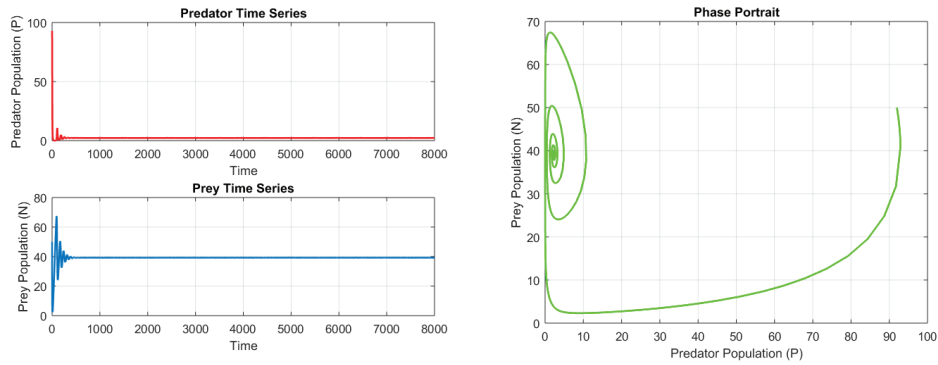 Predator Time Series
Predator Population (P)
100
50
0
0 1000 2000 3000 4000 5000 6000 7000 8000
Time
Prey Time Series
Prey Population (N)
80
60
40
20
0
0 1000 2000 3000 4000 5000 6000 7000 8000
Time
Phase Portrait
Prey Population (N)
70
60
50
40
30
20
10
0
0 10 20 30 40 50 60 70 80 90 100
Predator Population (P)